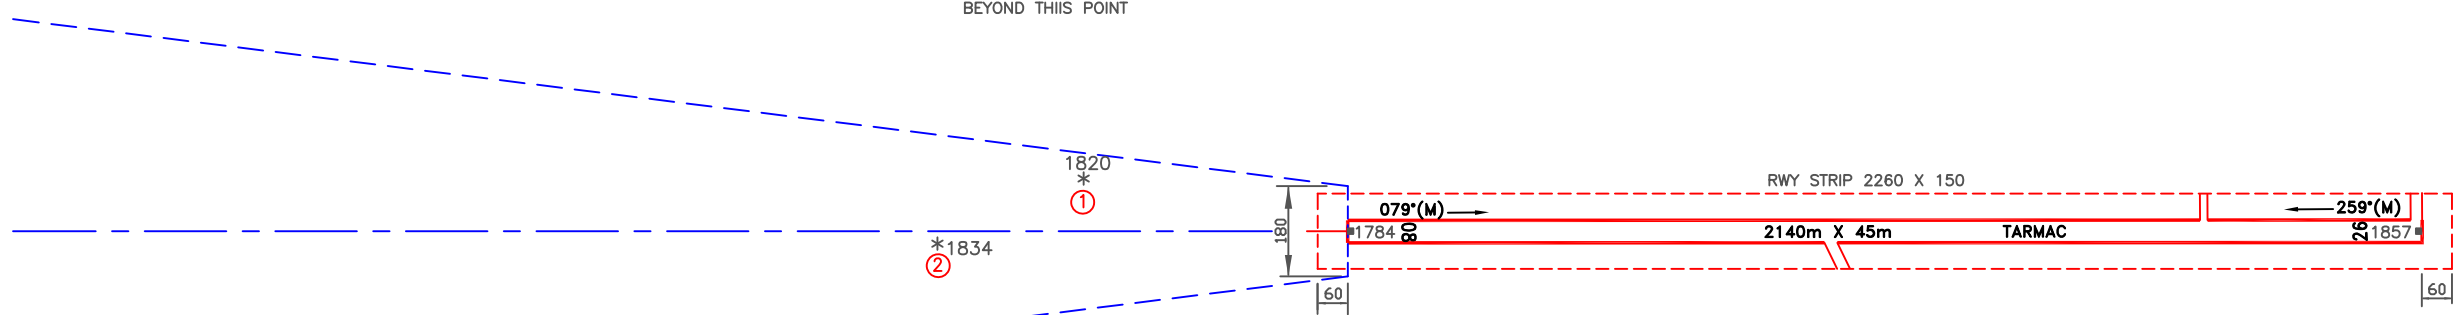 BEYOND THIIS POINT
1820
*
1
RWY STRIP 2260 X 150
079°(M)
259°(M)
180
1784
08
2140m X 45m
TARMAC
26
1857
*1834
2
60
60